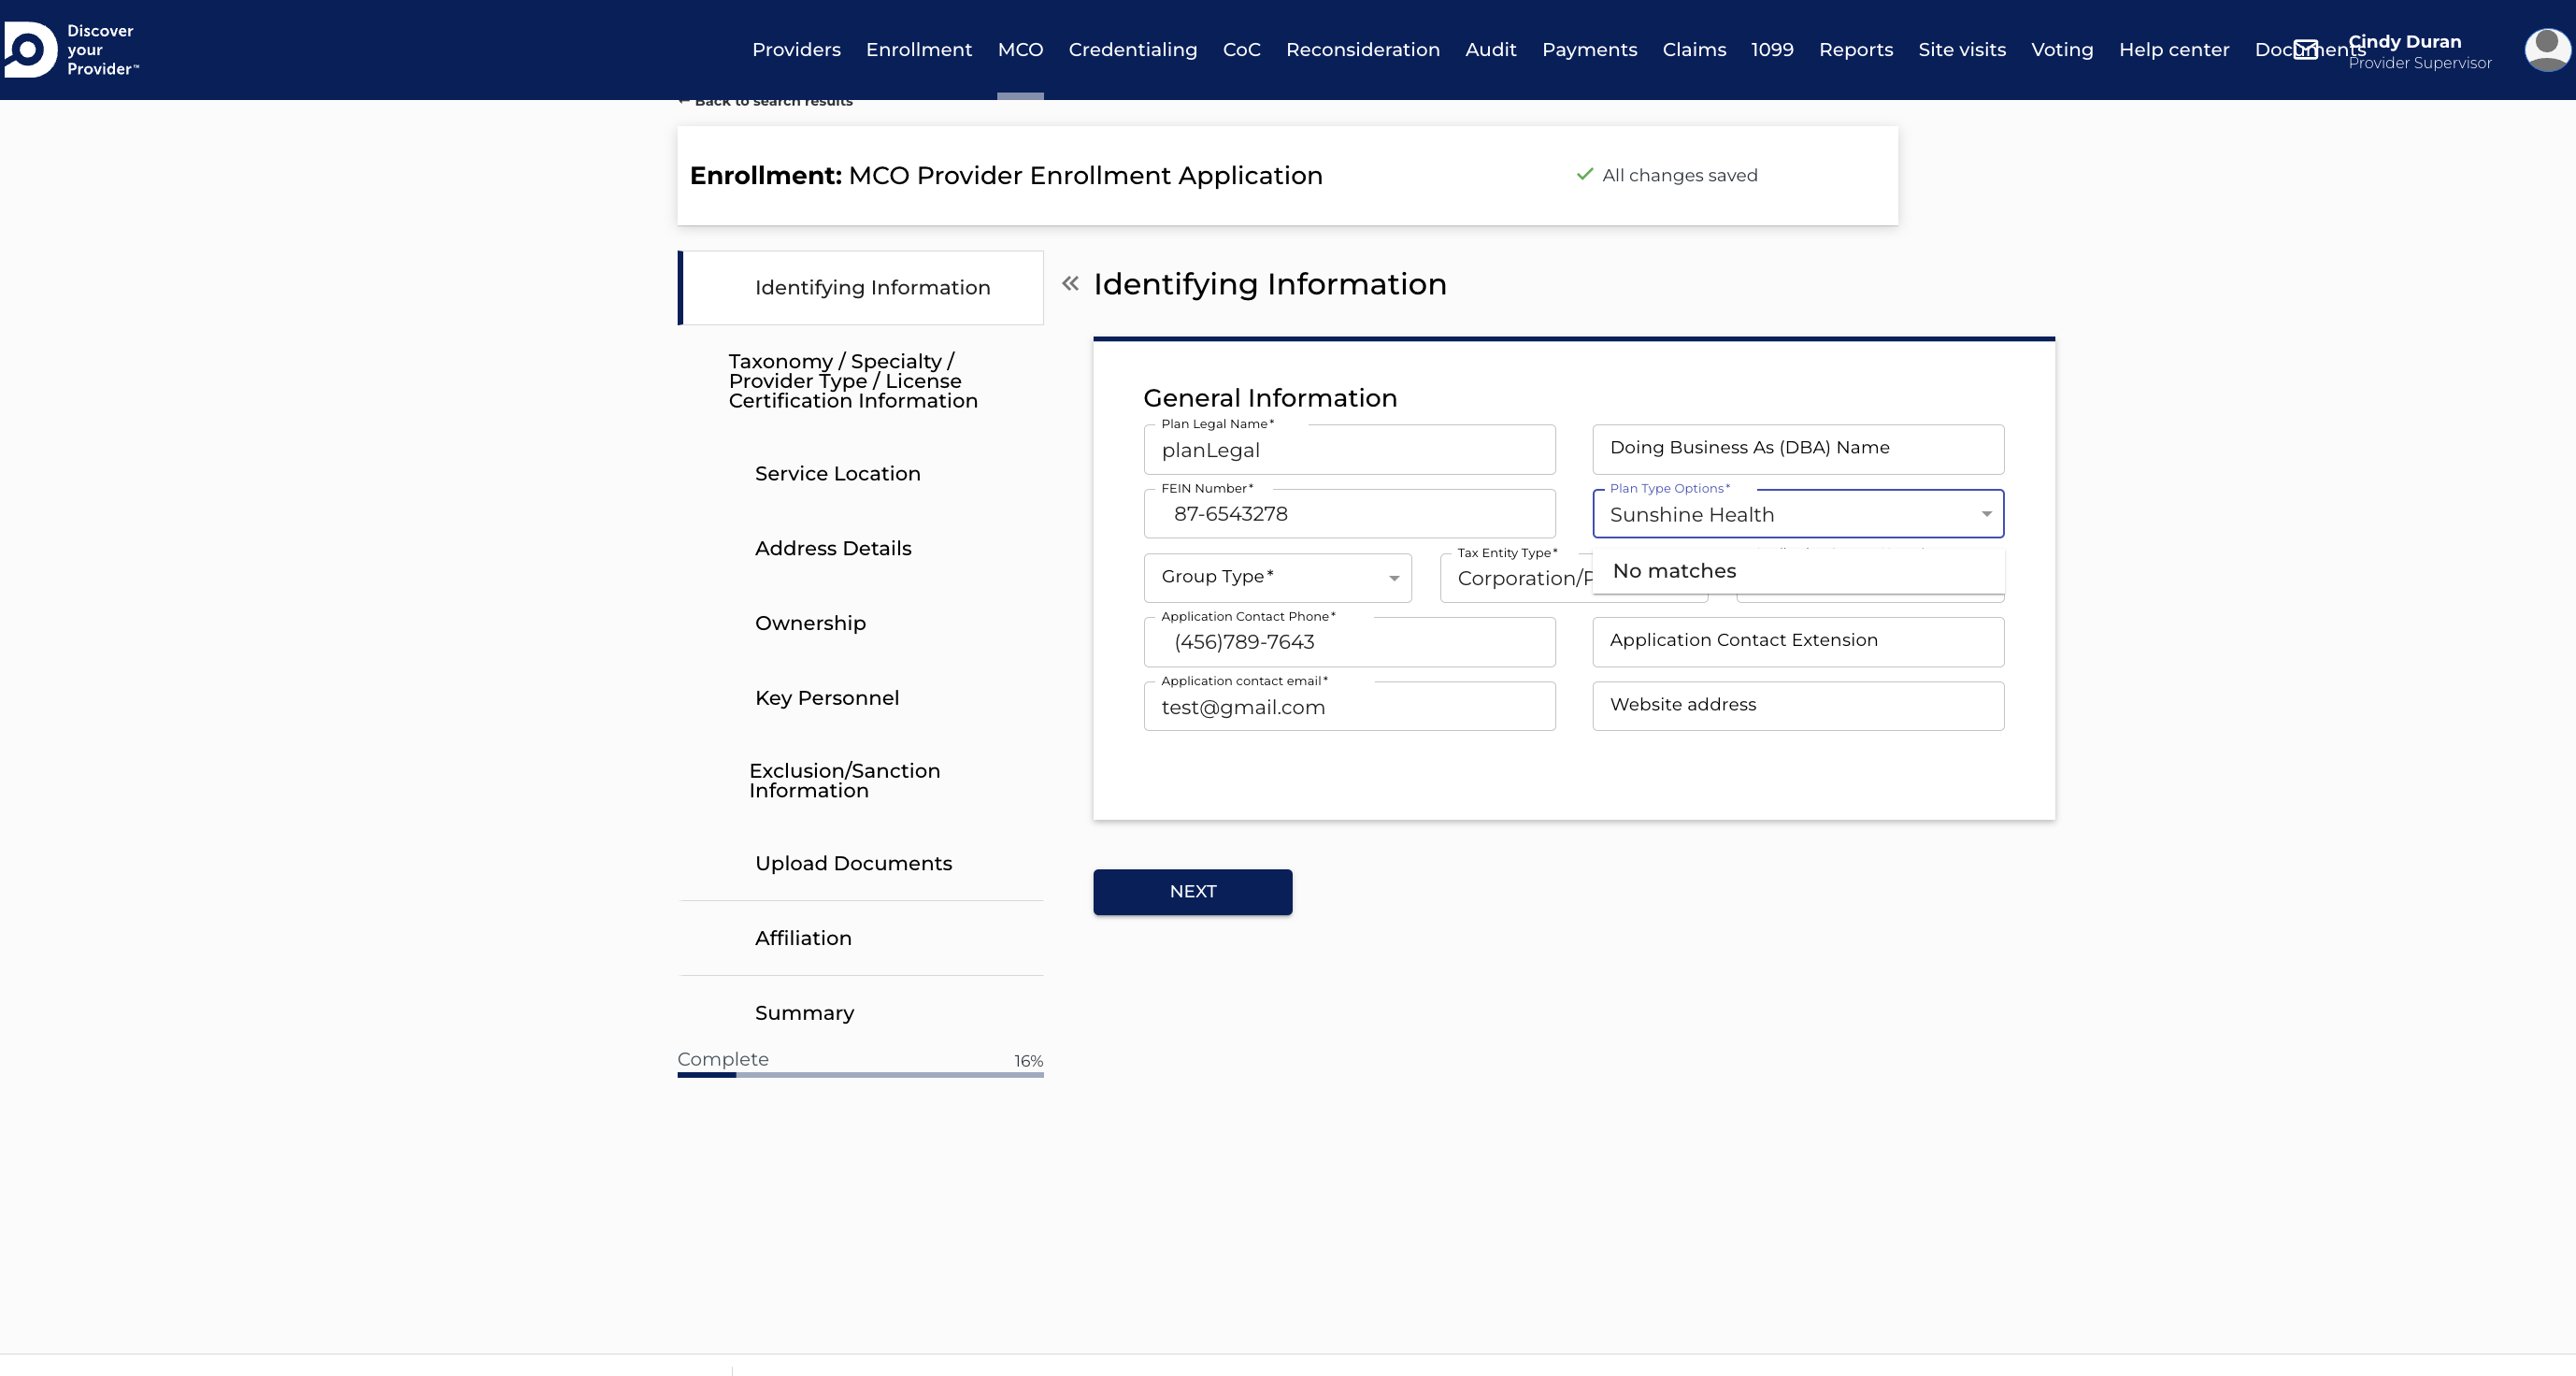 Discover
your
Provider™
Providers Enrollment MCO Credentialing CoC Reconsideration Audit Payments Claims 1099 Reports Site visits Voting Help center Documents
Cindy Duran
Provider Supervisor
← Back to search results
Enrollment: MCO Provider Enrollment Application
All changes saved
Identifying Information
Taxonomy / Specialty /
Provider Type / License
Certification Information
Service Location
Address Details
Ownership
Key Personnel
Exclusion/Sanction
Information
Upload Documents
Affiliation
Summary
Complete 16%
« Identifying Information
General Information
Plan Legal Name*
planLegal
Doing Business As (DBA) Name
FEIN Number*
87-6543278
Plan Type Options*
Sunshine Health
No matches
Group Type*
Tax Entity Type*
Corporation/P
Application Contact Phone*
(456)789-7643
Application Contact Extension
Application contact email*
test@gmail.com
Website address
NEXT